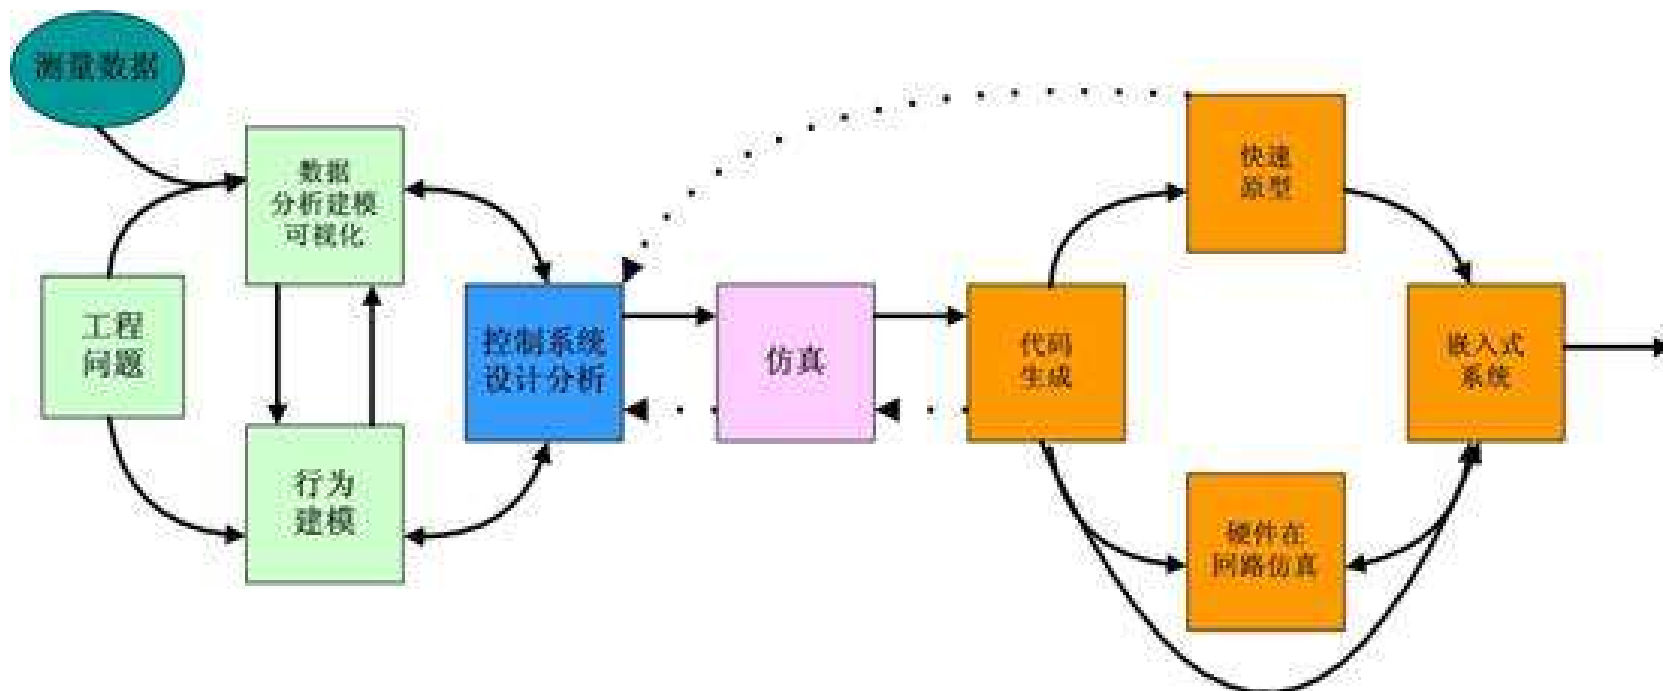 测量数据
数据
分析建模
可视化
工程
问题
行为
建模
控制系统
设计分析
仿真
代码
生成
快速
原型
硬件在
回路仿真
嵌入式
系统